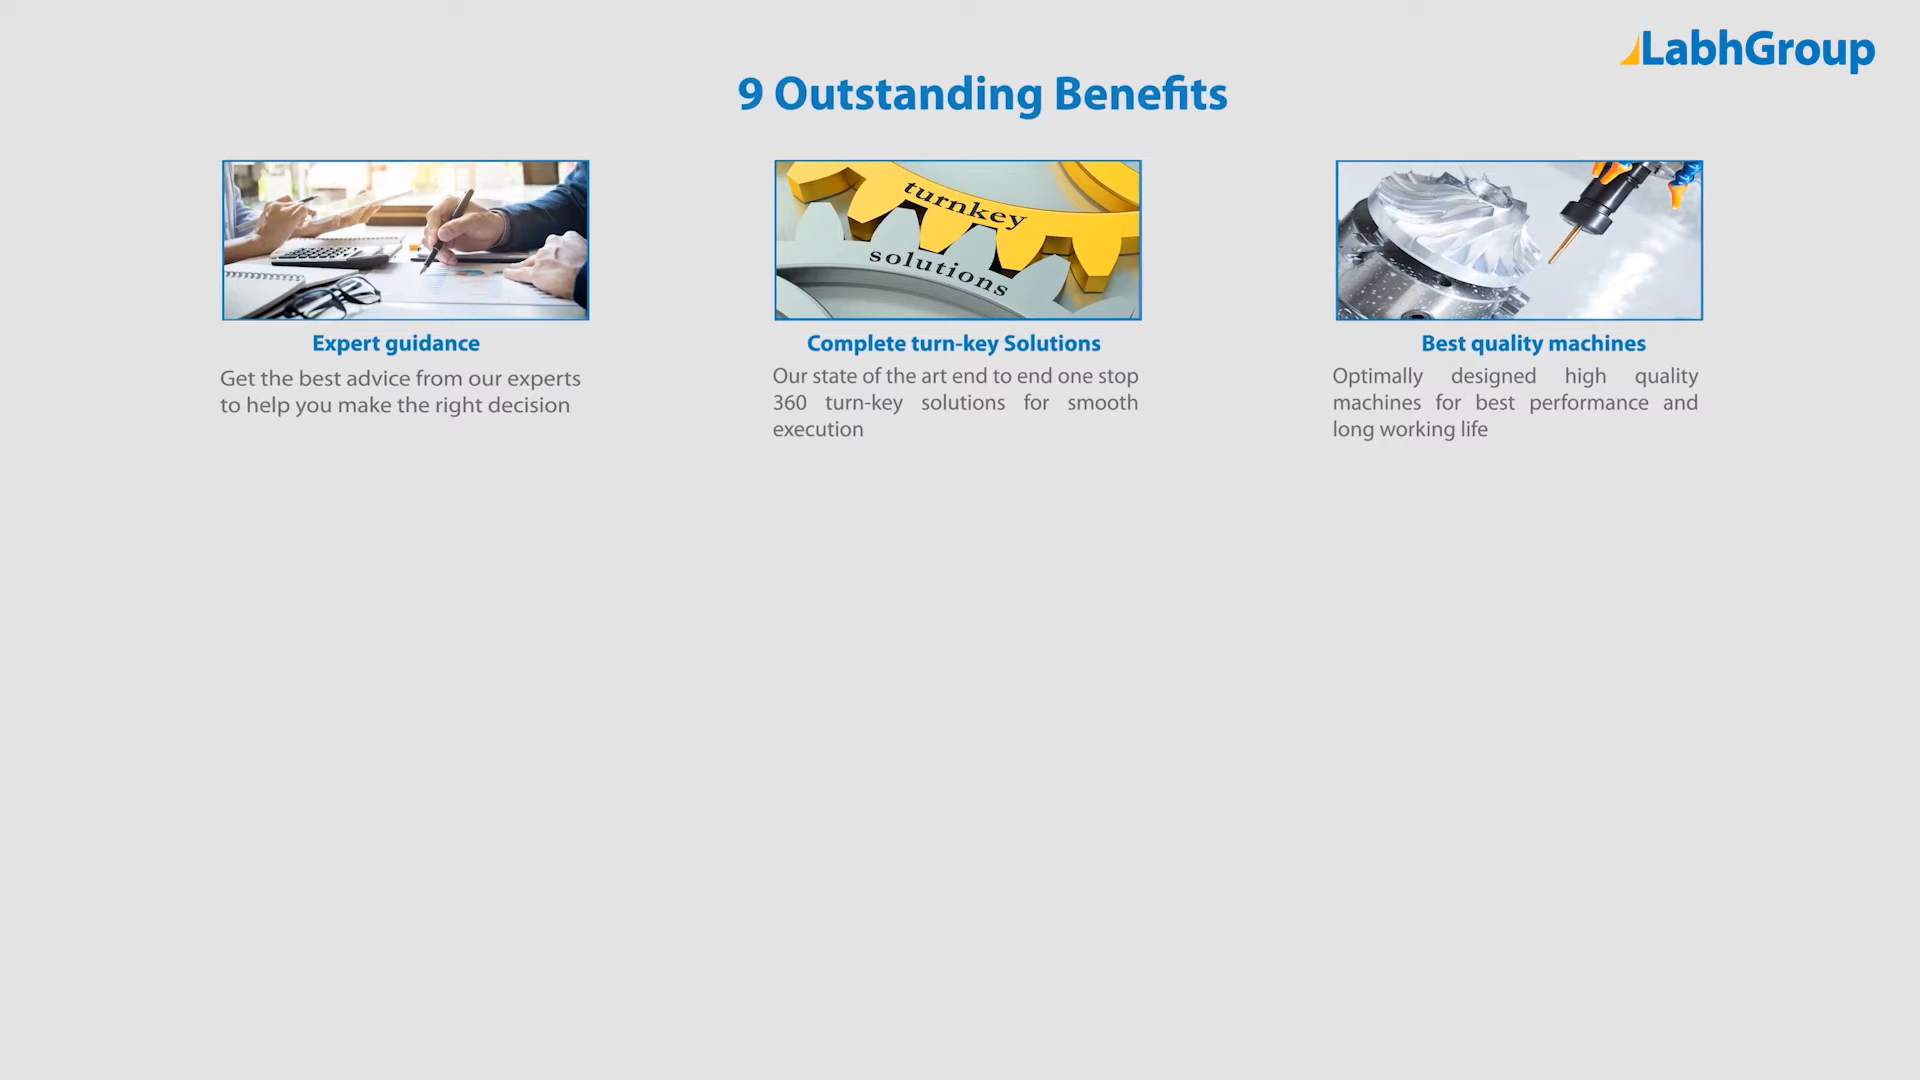 LabhGroup
9 Outstanding Benefits
turnkey
solutions
Expert guidance
Get the best advice from our experts
to help you make the right decision
Complete turn-key Solutions
Our state of the art end to end one stop
360 turn-key solutions for smooth
execution
Best quality machines
Optimally designed high quality
machines for best performance and
long working life